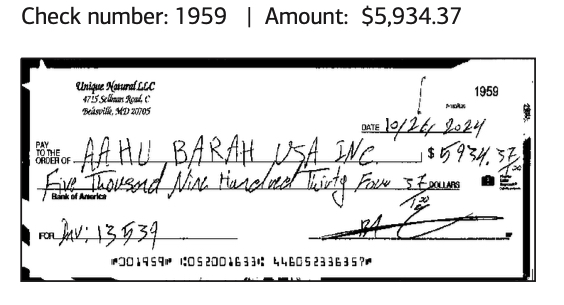 Check number: 1959 | Amount: $5,934.37
Unique Natural LLC
4715 Sellman Road, C
Beltsville, MD 20705
1959
DATE 10/26/2024
PAY TO THE ORDER OF AAHU BARAH USA INC $ 5934.37/100
Five Thousand Nine Hundred Thirty Four 37/100 DOLLARS
Bank of America
FOR Inv: 13539
⑈001959⑈ ⑆052001633⑆ 446052336357⑈